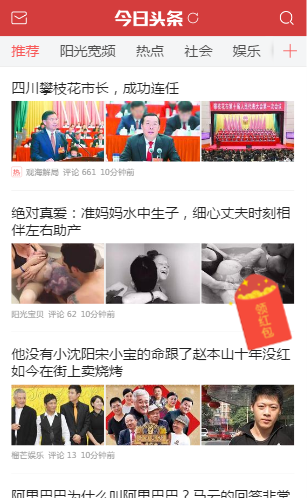 今日头条
推荐 阳光宽频 热点 社会 娱乐
四川攀枝花市长，成功连任
热 观海解局 评论 661 10分钟前
绝对真爱：准妈妈水中生子，细心丈夫时刻相
伴左右助产
阳光宝贝 评论 62 10分钟前
领红包
他没有小沈阳宋小宝的命跟了赵本山十年没红
如今在街上卖烧烤
榴芒娱乐 评论 13 10分钟前
阿里巴巴为什么叫阿里巴巴？马云的回答非常